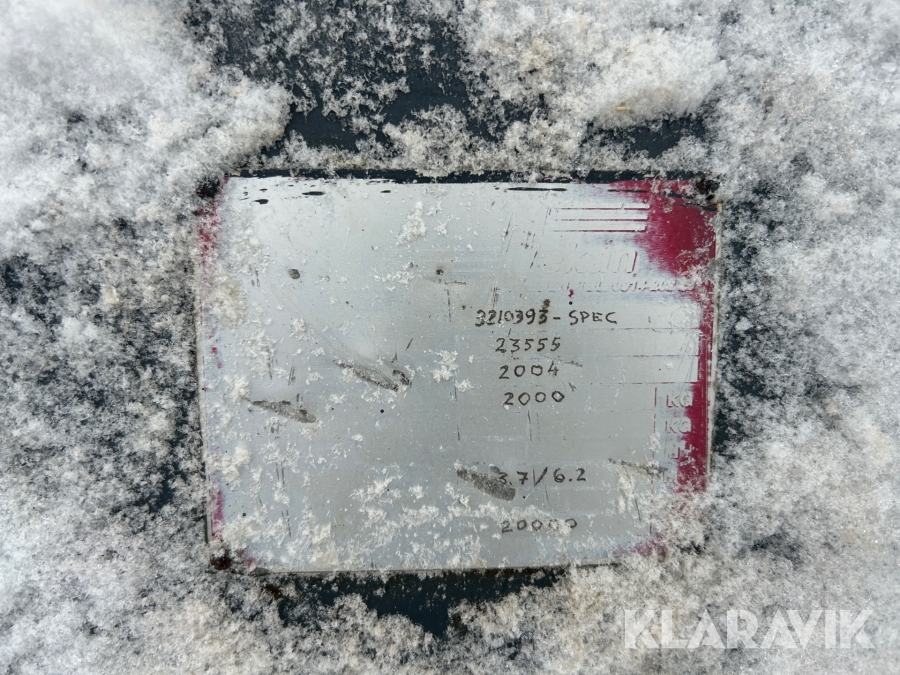 3210393-SPEC
23555
2004
2000 kg
kg
3.7/6.2
20000
KLARAVIK